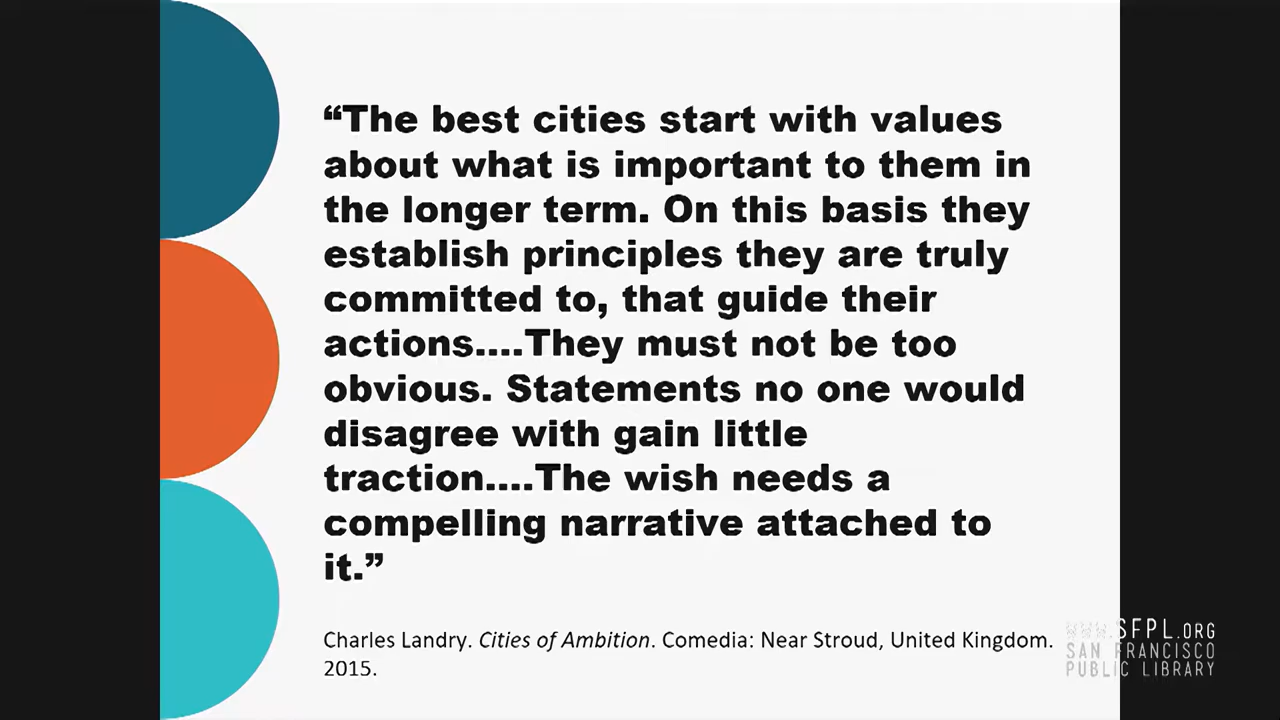 “The best cities start with values
about what is important to them in
the longer term. On this basis they
establish principles they are truly
committed to, that guide their
actions....They must not be too
obvious. Statements no one would
disagree with gain little
traction....The wish needs a
compelling narrative attached to
it.”
Charles Landry. Cities of Ambition. Comedia: Near Stroud, United Kingdom.
2015.
WWW.SFPL.ORG
SAN FRANCISCO
PUBLIC LIBRARY